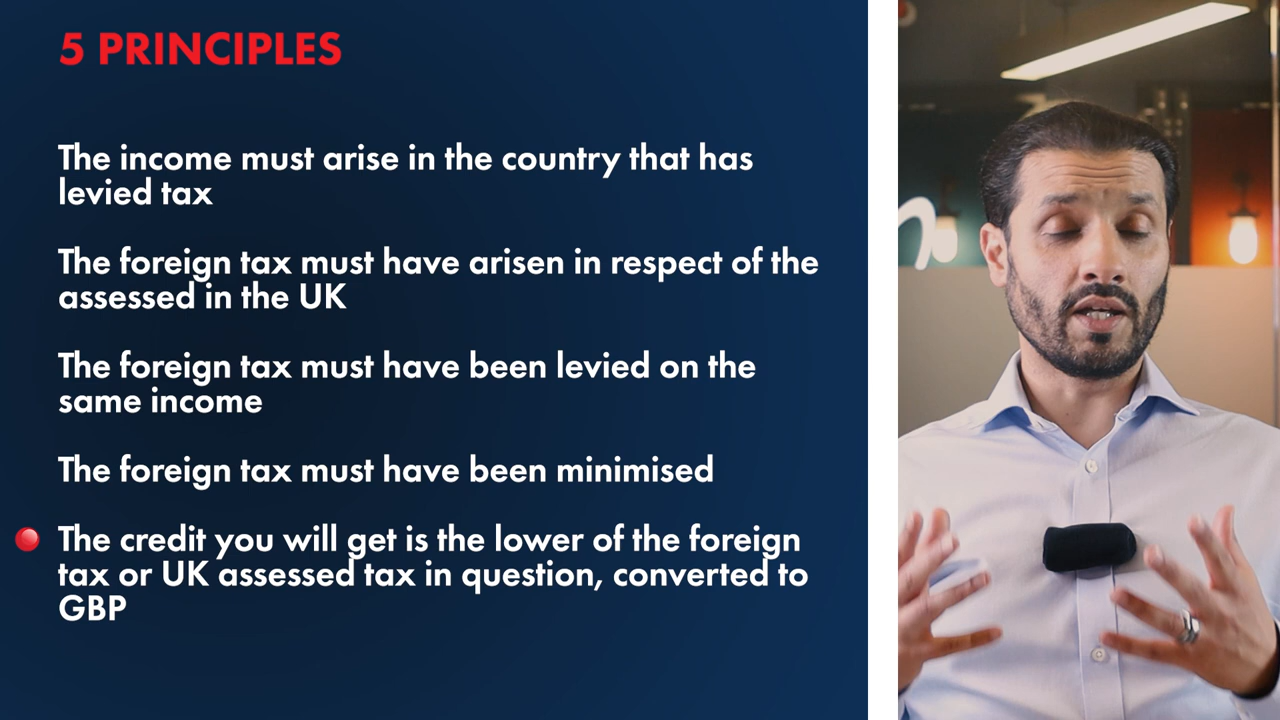 5 PRINCIPLES
The income must arise in the country that has
levied tax
The foreign tax must have arisen in respect of the
assessed in the UK
The foreign tax must have been levied on the
same income
The foreign tax must have been minimised
The credit you will get is the lower of the foreign
tax or UK assessed tax in question, converted to
GBP